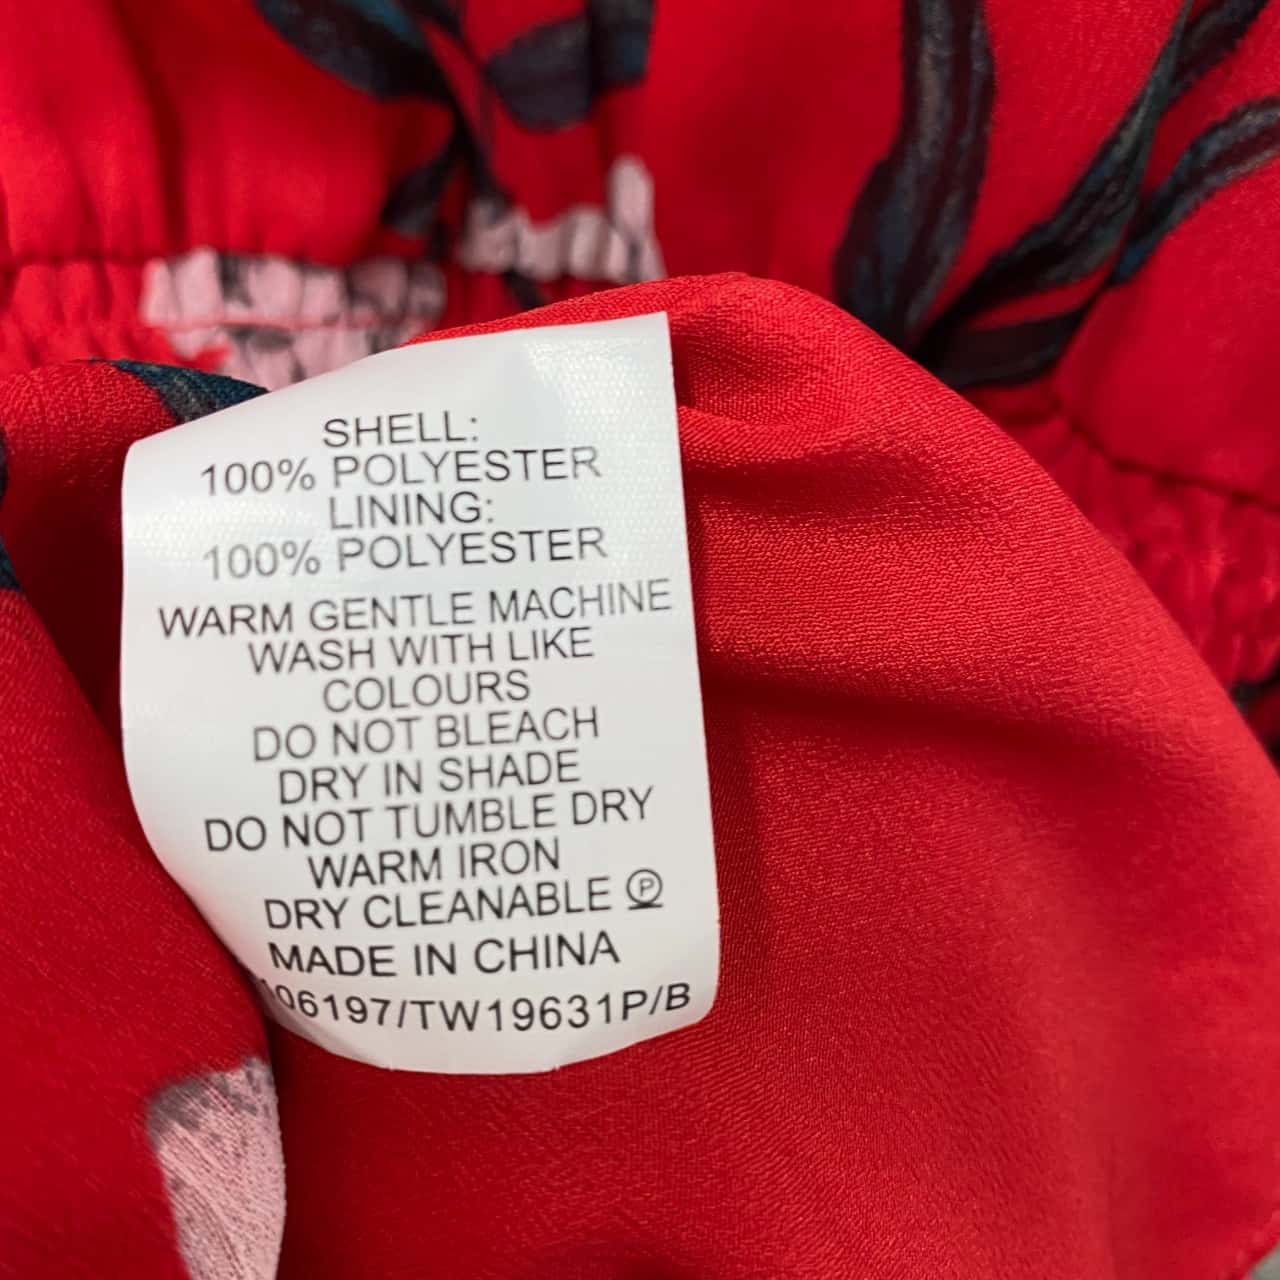 SHELL:
100% POLYESTER
LINING:
100% POLYESTER
WARM GENTLE MACHINE
WASH WITH LIKE
COLOURS
DO NOT BLEACH
DRY IN SHADE
DO NOT TUMBLE DRY
WARM IRON
DRY CLEANABLE Ⓟ
MADE IN CHINA
06197/TW19631P/B